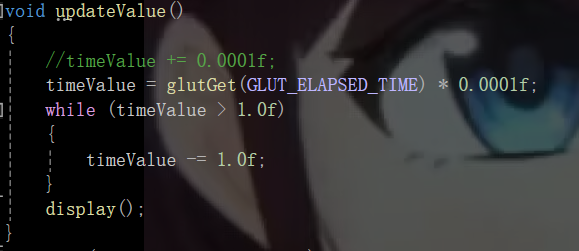 void updateValue()
{
//timeValue += 0.0001f;
timeValue = glutGet(GLUT_ELAPSED_TIME) * 0.0001f;
while (timeValue > 1.0f)
{
timeValue -= 1.0f;
}
display();
}